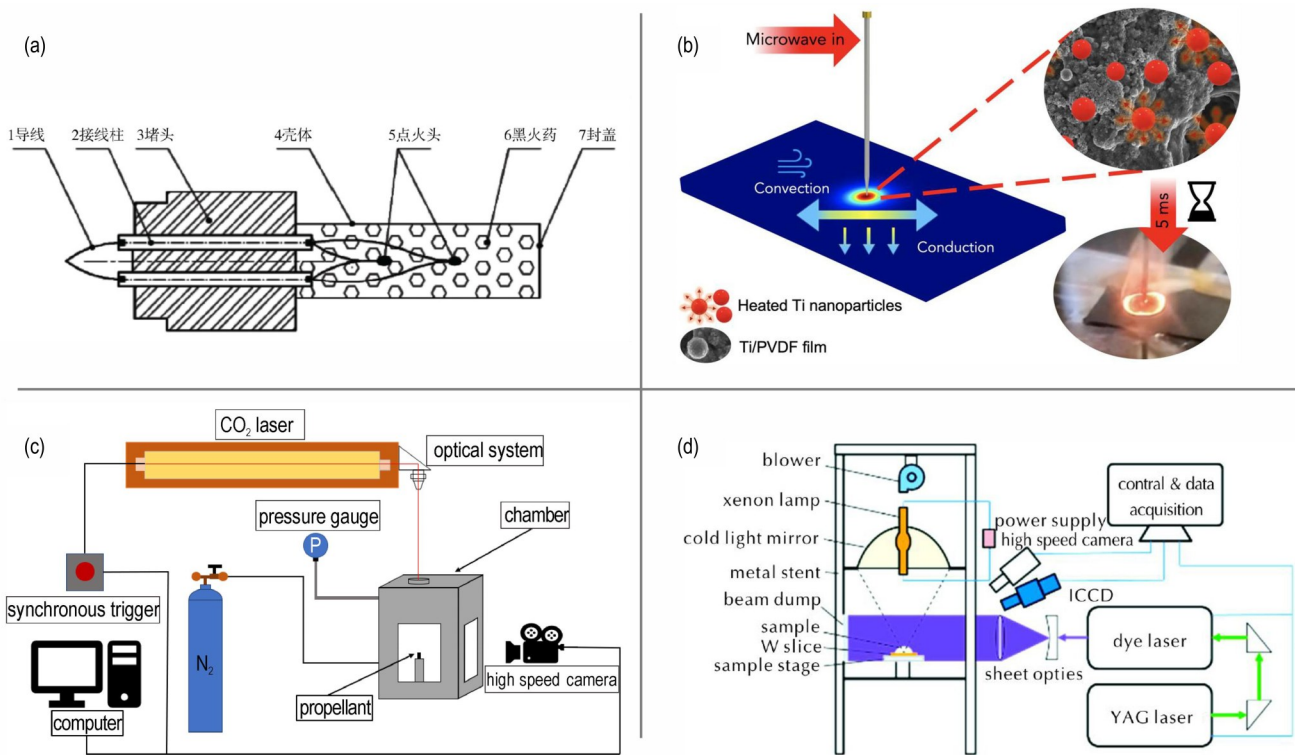 (a)
1导线
2接线柱
3堵头
4壳体
5点火头
6黑火药
7封盖
(b)
Microwave in
Convection
Conduction
5 ms
Heated Ti nanoparticles
Ti/PVDF film
(c)
CO₂ laser
optical system
pressure gauge
P
chamber
synchronous trigger
N₂
computer
propellant
high speed camera
(d)
blower
xenon lamp
cold light mirror
metal stent
beam dump
sample
W slice
sample stage
power supply
high speed camera
ICCD
contral & data
acquisition
sheet opties
dye laser
YAG laser